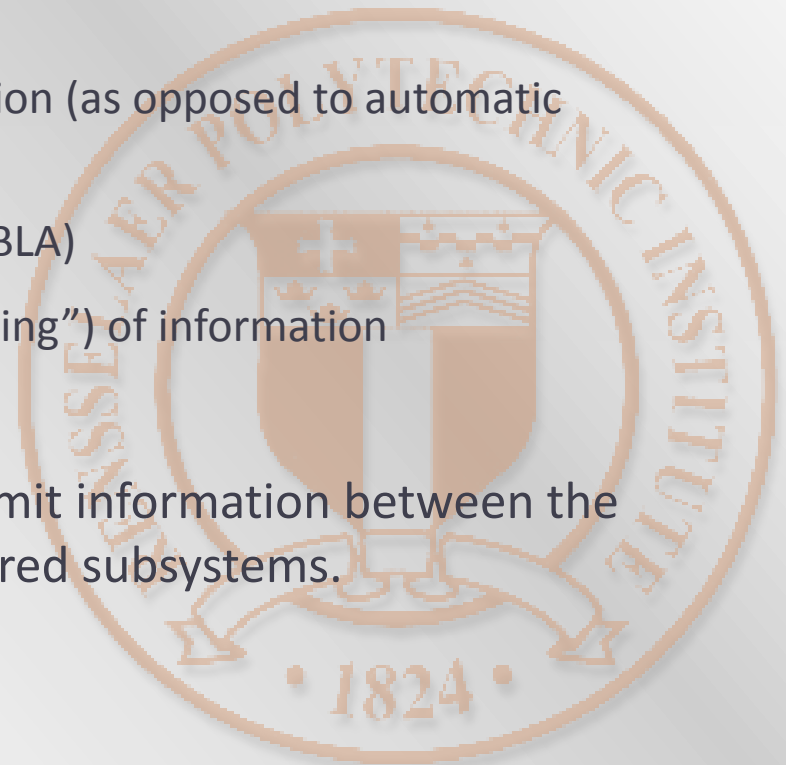 ion (as opposed to automatic
BLA)
ing”) of information
mit information between the
red subsystems.
RENSSELAER POLYTECHNIC INSTITUTE
• 1824 •